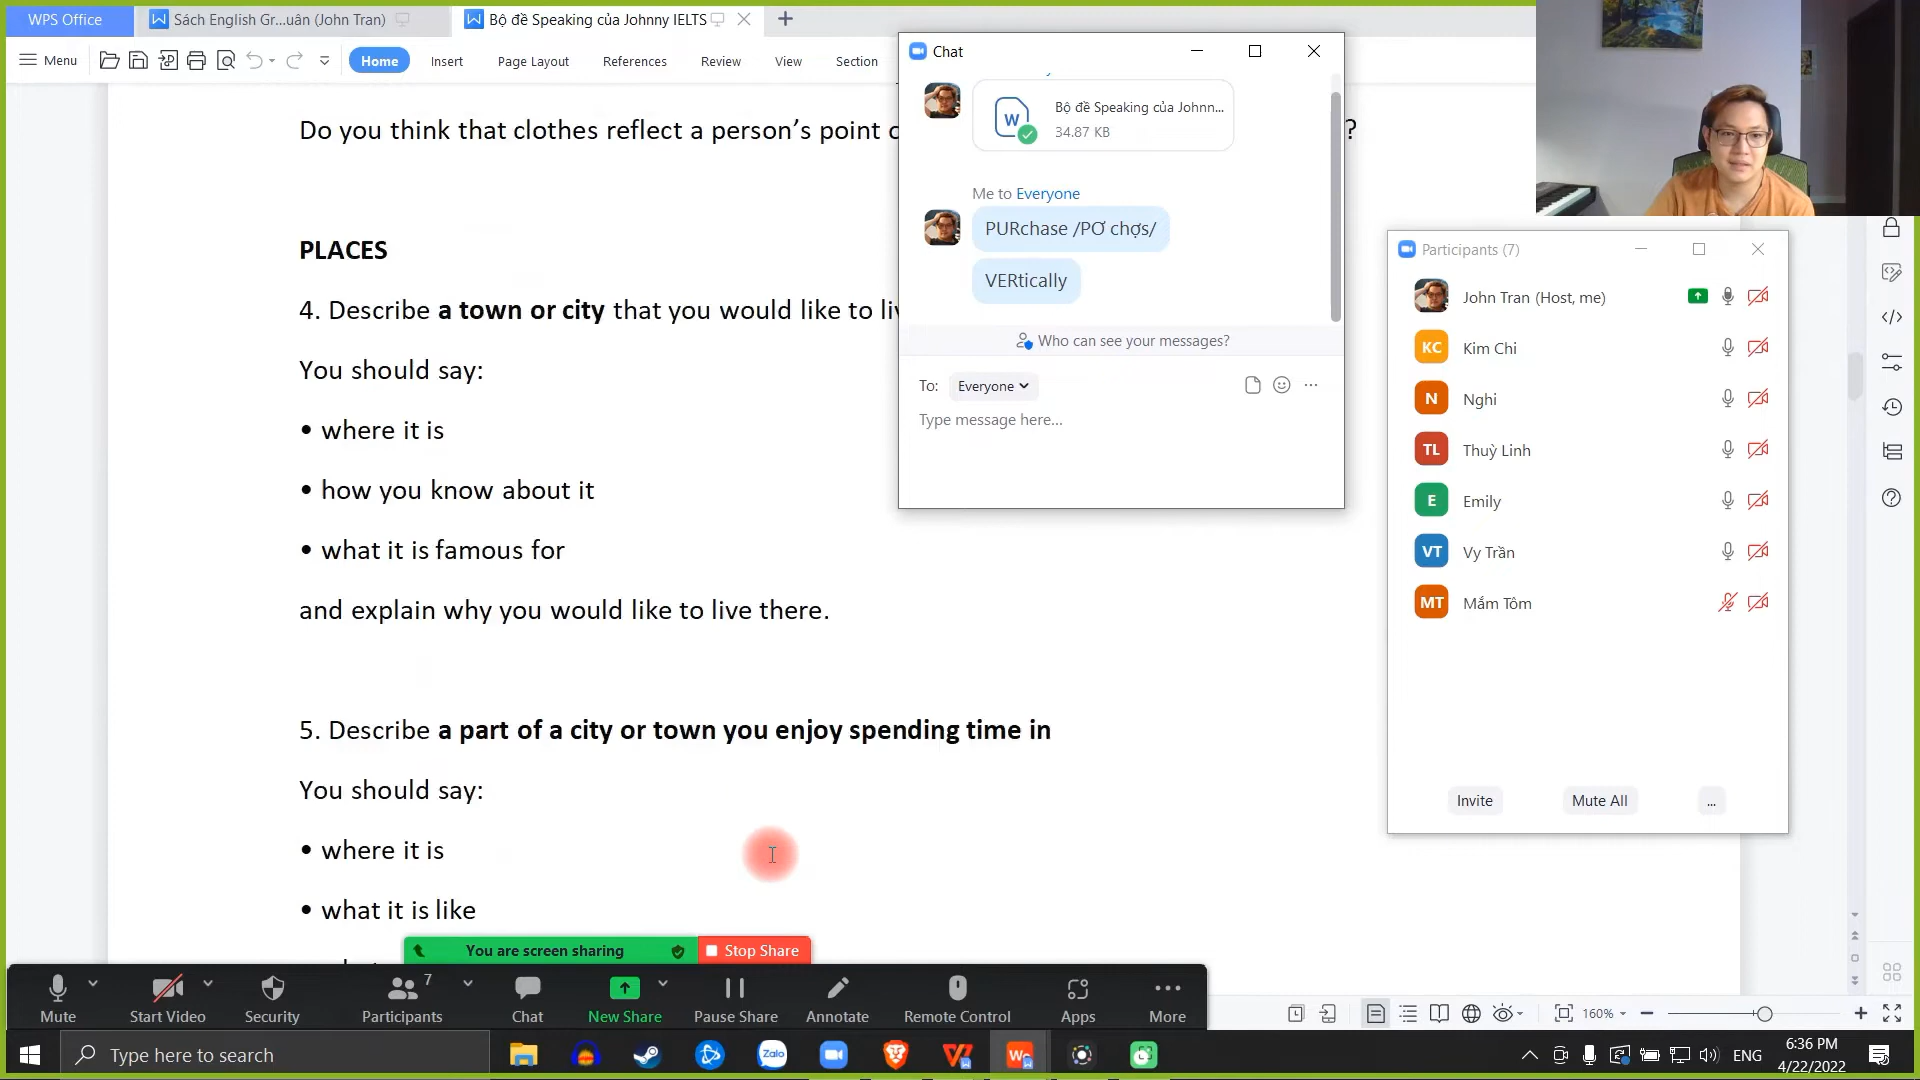 WPS Office
Sách English Gr...uân (John Tran)
Bộ đề Speaking của Johnny IELTS
Menu
Home
Insert
Page Layout
References
Review
View
Section
Do you think that clothes reflect a person's point
?
PLACES
4. Describe a town or city that you would like to
You should say:
• where it is
• how you know about it
• what it is famous for
and explain why you would like to live there.
5. Describe a part of a city or town you enjoy spending time in
You should say:
• where it is
• what it is like
Chat
W
Bộ đề Speaking của Johnn...
34.87 KB
Me to Everyone
PURchase /PƠ chợs/
VERtically
Who can see your messages?
To: Everyone
Type message here...
Participants (7)
John Tran (Host, me)
KC Kim Chi
N Nghi
TL Thuỳ Linh
E Emily
VT Vy Trần
MT Mắm Tôm
Invite
Mute All
...
You are screen sharing
Stop Share
Mute
Start Video
Security
7
Participants
Chat
New Share
Pause Share
Annotate
Remote Control
Apps
More
160%
Type here to search
Zalo
ENG
6:36 PM
4/22/2022